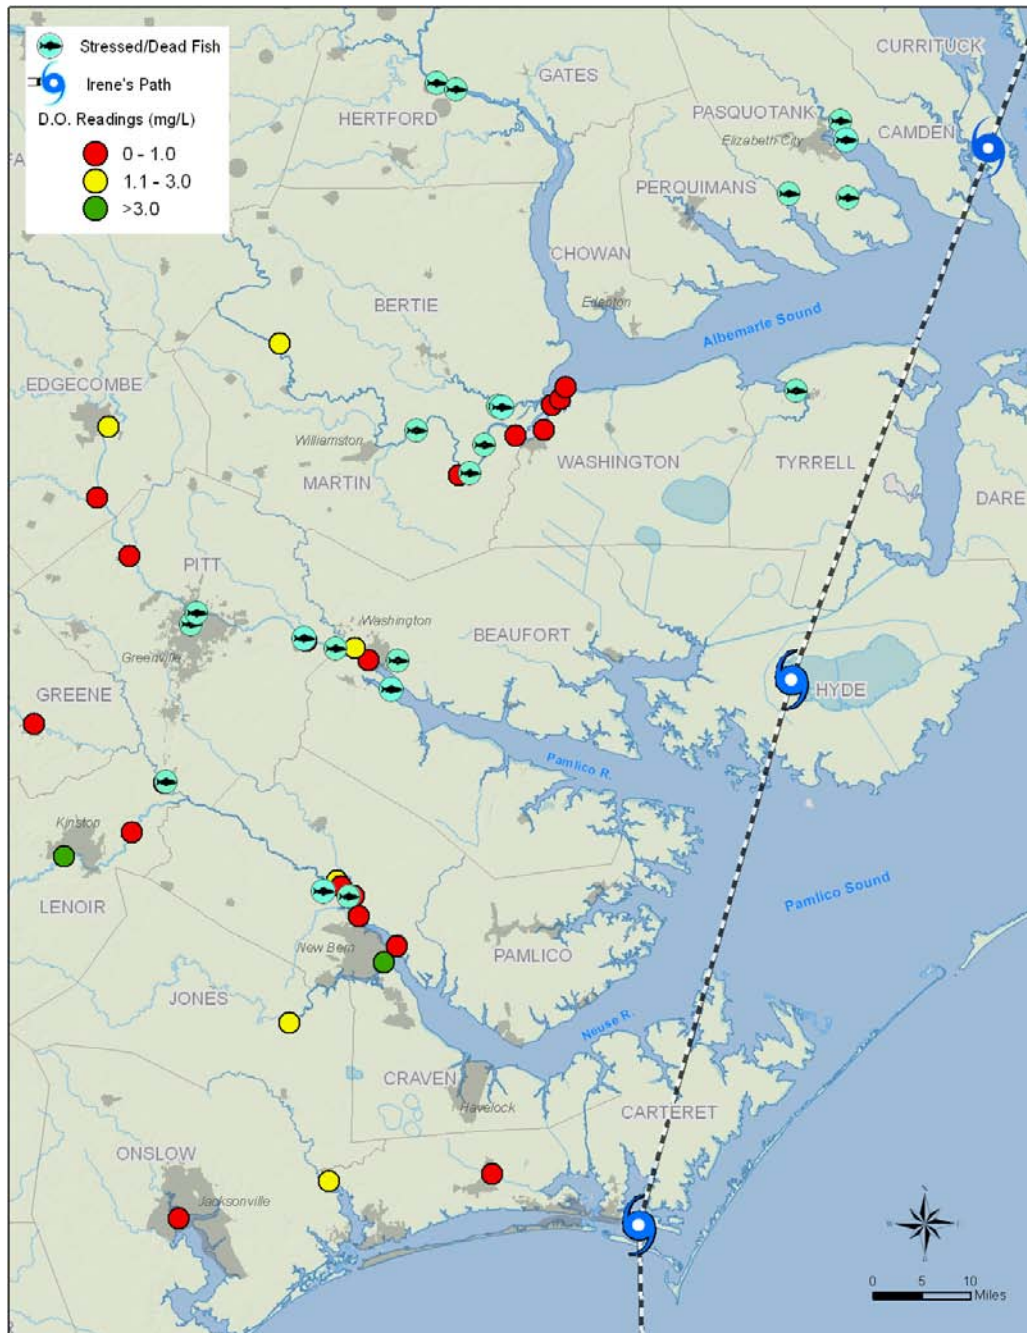 Stressed/Dead Fish
Irene's Path
D.O. Readings (mg/L)
0 - 1.0
1.1 - 3.0
>3.0
CURRITUCK
GATES
PASQUOTANK
Elizabeth City
CAMDEN
HERTFORD
PERQUIMANS
CHOWAN
Edenton
BERTIE
Albemarle Sound
EDGECOMBE
Williamston
MARTIN
WASHINGTON
TYRRELL
DARE
PITT
Washington
BEAUFORT
Greenville
GREENE
HYDE
Pamlico R.
Kinston
LENOIR
Pamlico Sound
New Bern
PAMLICO
JONES
Neuse R.
CRAVEN
Havelock
CARTERET
ONSLOW
Jacksonville
N
0 5 10
Miles